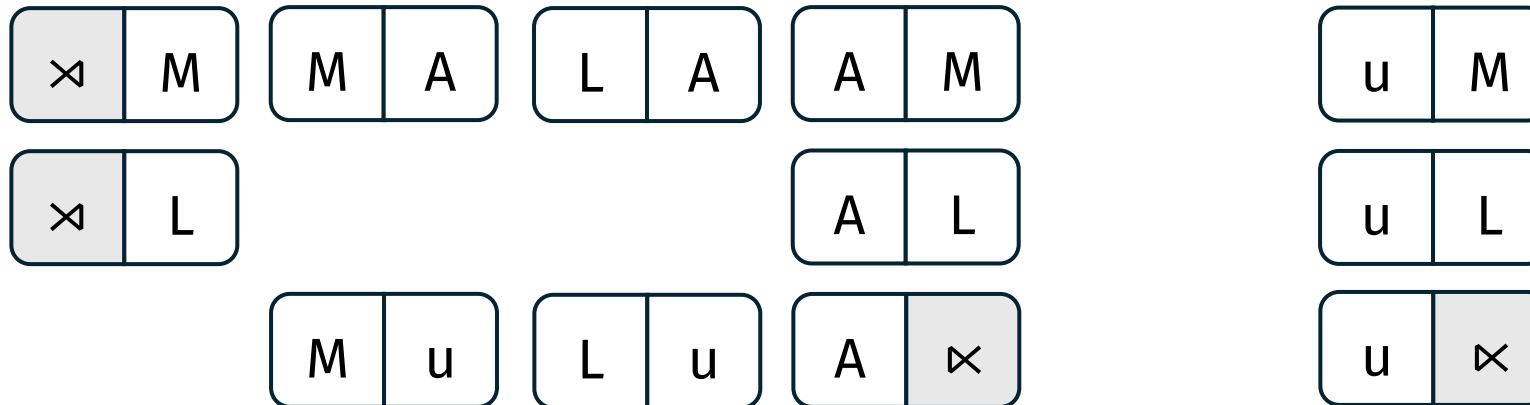 ⋊ M M A L A A M u M
⋊ L A L u L
M u L u A ⋉ u ⋉